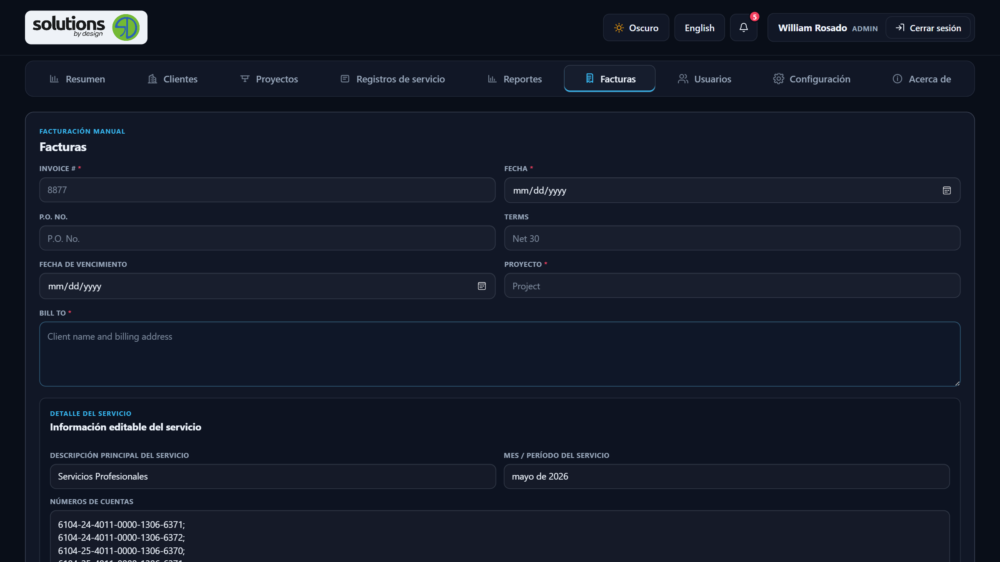 solutions
by design
Oscuro
English
5
William Rosado ADMIN
Cerrar sesión
Resumen
Clientes
Proyectos
Registros de servicio
Reportes
Facturas
Usuarios
Configuración
Acerca de
FACTURACIÓN MANUAL
Facturas
INVOICE # *
8877
FECHA *
mm/dd/yyyy
P.O. NO.
P.O. No.
TERMS
Net 30
FECHA DE VENCIMIENTO
mm/dd/yyyy
PROYECTO *
Project
BILL TO *
Client name and billing address
DETALLE DEL SERVICIO
Información editable del servicio
DESCRIPCIÓN PRINCIPAL DEL SERVICIO
Servicios Profesionales
MES / PERÍODO DEL SERVICIO
mayo de 2026
NÚMEROS DE CUENTAS
6104-24-4011-0000-1306-6371;
6104-24-4011-0000-1306-6372;
6104-25-4011-0000-1306-6370;